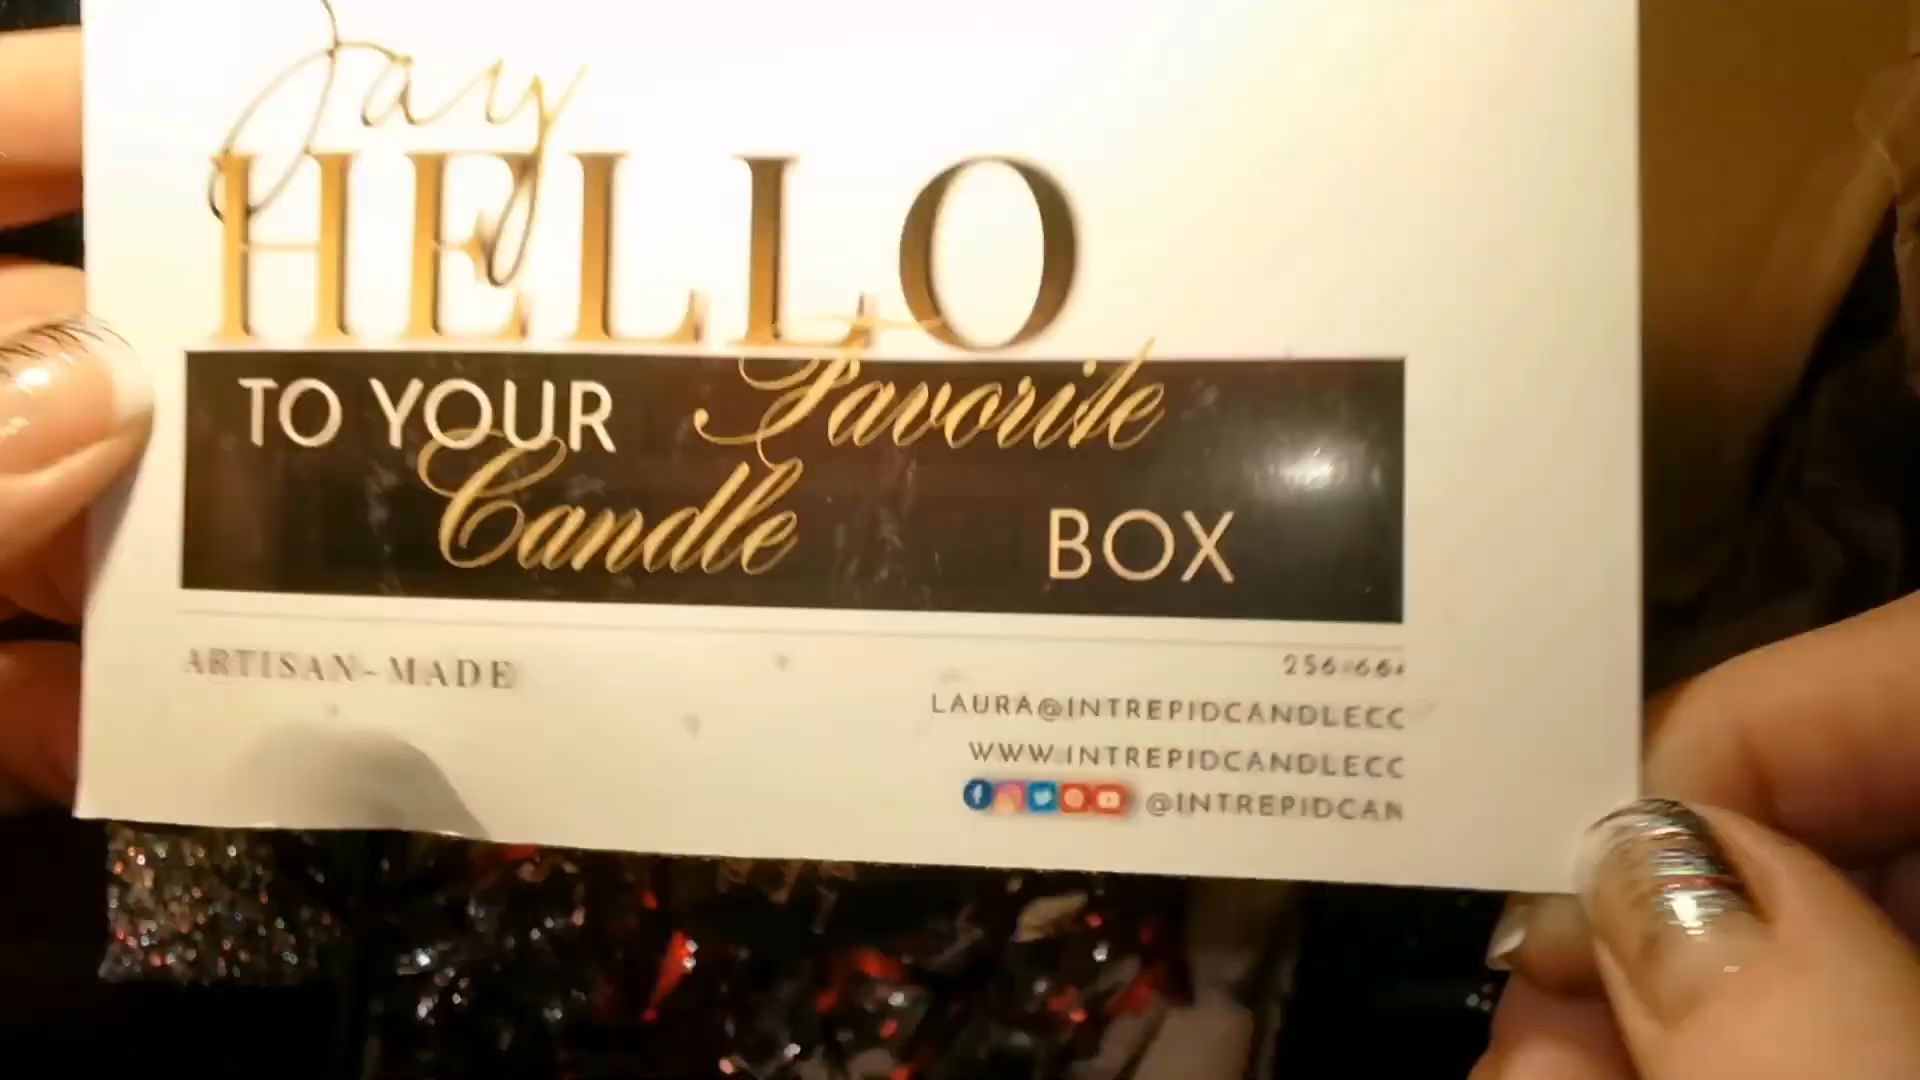 Say
HELLO
TO YOUR Favorite
Candle BOX
ARTISAN-MADE
LAURA@INTREPIDCANDLECC
WWW.INTREPIDCANDLECC
@INTREPIDCAN